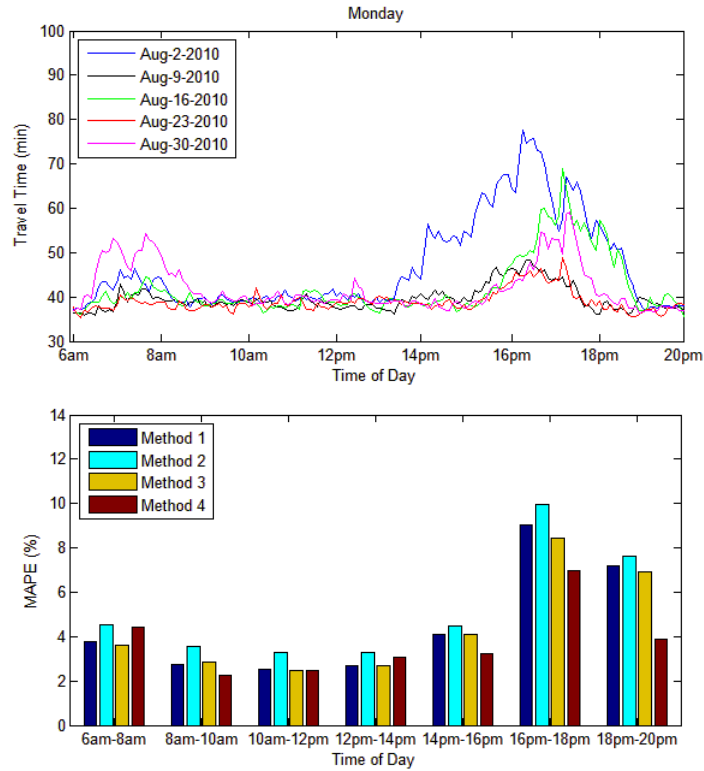 Monday
100
90
80
70
60
50
40
30
Travel Time (min)
Aug-2-2010
Aug-9-2010
Aug-16-2010
Aug-23-2010
Aug-30-2010
6am 8am 10am 12pm 14pm 16pm 18pm 20pm
Time of Day
14
12
10
8
6
4
2
0
MAPE (%)
Method 1
Method 2
Method 3
Method 4
6am-8am 8am-10am 10am-12pm 12pm-14pm 14pm-16pm 16pm-18pm 18pm-20pm
Time of Day